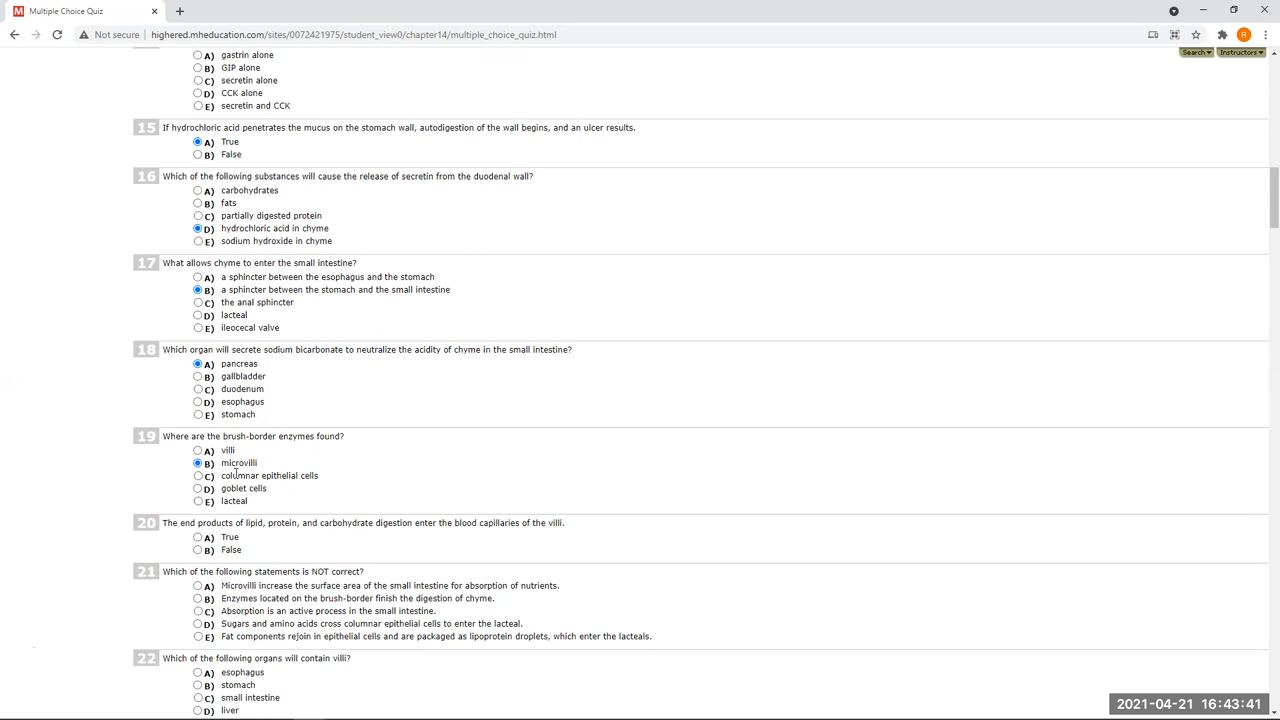 Multiple Choice Quiz
Not secure highered.mheducation.com/sites/0072421975/student_view0/chapter14/multiple_choice_quiz.html
R
Search Instructors
A) gastrin alone
B) GIP alone
C) secretin alone
D) CCK alone
E) secretin and CCK
15 If hydrochloric acid penetrates the mucus on the stomach wall, autodigestion of the wall begins, and an ulcer results.
A) True
B) False
16 Which of the following substances will cause the release of secretin from the duodenal wall?
A) carbohydrates
B) fats
C) partially digested protein
D) hydrochloric acid in chyme
E) sodium hydroxide in chyme
17 What allows chyme to enter the small intestine?
A) a sphincter between the esophagus and the stomach
B) a sphincter between the stomach and the small intestine
C) the anal sphincter
D) lacteal
E) ileocecal valve
18 Which organ will secrete sodium bicarbonate to neutralize the acidity of chyme in the small intestine?
A) pancreas
B) gallbladder
C) duodenum
D) esophagus
E) stomach
19 Where are the brush-border enzymes found?
A) villi
B) microvilli
C) columnar epithelial cells
D) goblet cells
E) lacteal
20 The end products of lipid, protein, and carbohydrate digestion enter the blood capillaries of the villi.
A) True
B) False
21 Which of the following statements is NOT correct?
A) Microvilli increase the surface area of the small intestine for absorption of nutrients.
B) Enzymes located on the brush-border finish the digestion of chyme.
C) Absorption is an active process in the small intestine.
D) Sugars and amino acids cross columnar epithelial cells to enter the lacteal.
E) Fat components rejoin in epithelial cells and are packaged as lipoprotein droplets, which enter the lacteals.
22 Which of the following organs will contain villi?
A) esophagus
B) stomach
C) small intestine
D) liver
2021-04-21 16:43:41